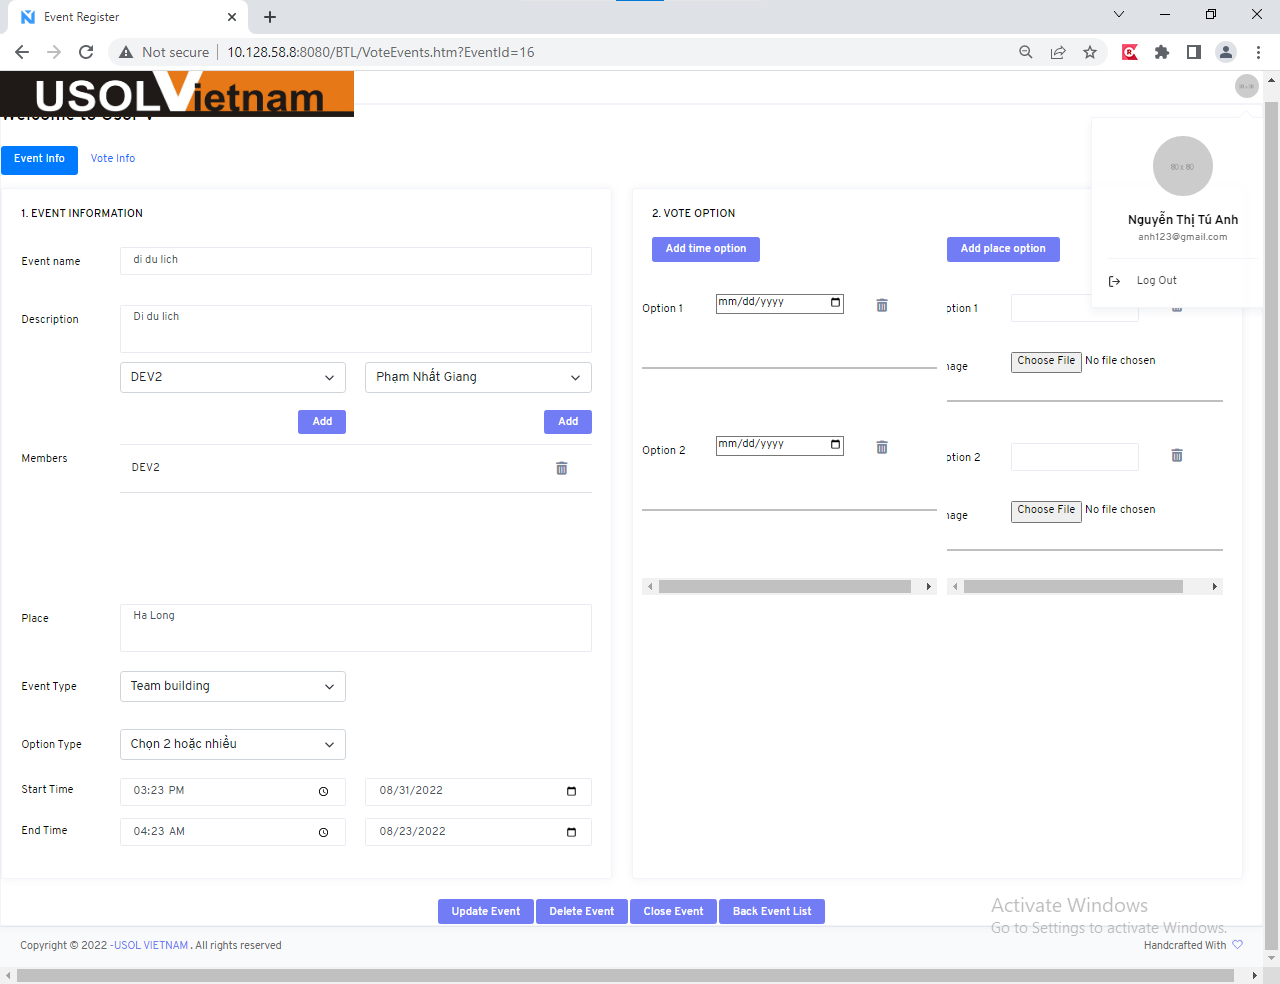 Event Register
Not secure
10.128.58.8:8080/BTL/VoteEvents.htm?EventId=16
USOL Vietnam
Welcome to Usol V
Event Info
Vote Info
80 x 80
Nguyễn Thị Tú Anh
anh123@gmail.com
Log Out
1. EVENT INFORMATION
Event name
di du lich
Description
Di du lich
DEV2
Phạm Nhất Giang
Add
Add
Members
DEV2
Place
Ha Long
Event Type
Team building
Option Type
Chọn 2 hoặc nhiều
Start Time
03:23 PM
08/31/2022
End Time
04:23 AM
08/23/2022
2. VOTE OPTION
Add time option
Add place option
Option 1
mm/dd/yyyy
ption 1
nage
Choose File No file chosen
Option 2
mm/dd/yyyy
ption 2
nage
Choose File No file chosen
Update Event
Delete Event
Close Event
Back Event List
Activate Windows
Go to Settings to activate Windows.
Copyright © 2022 -USOL VIETNAM . All rights reserved
Handcrafted With